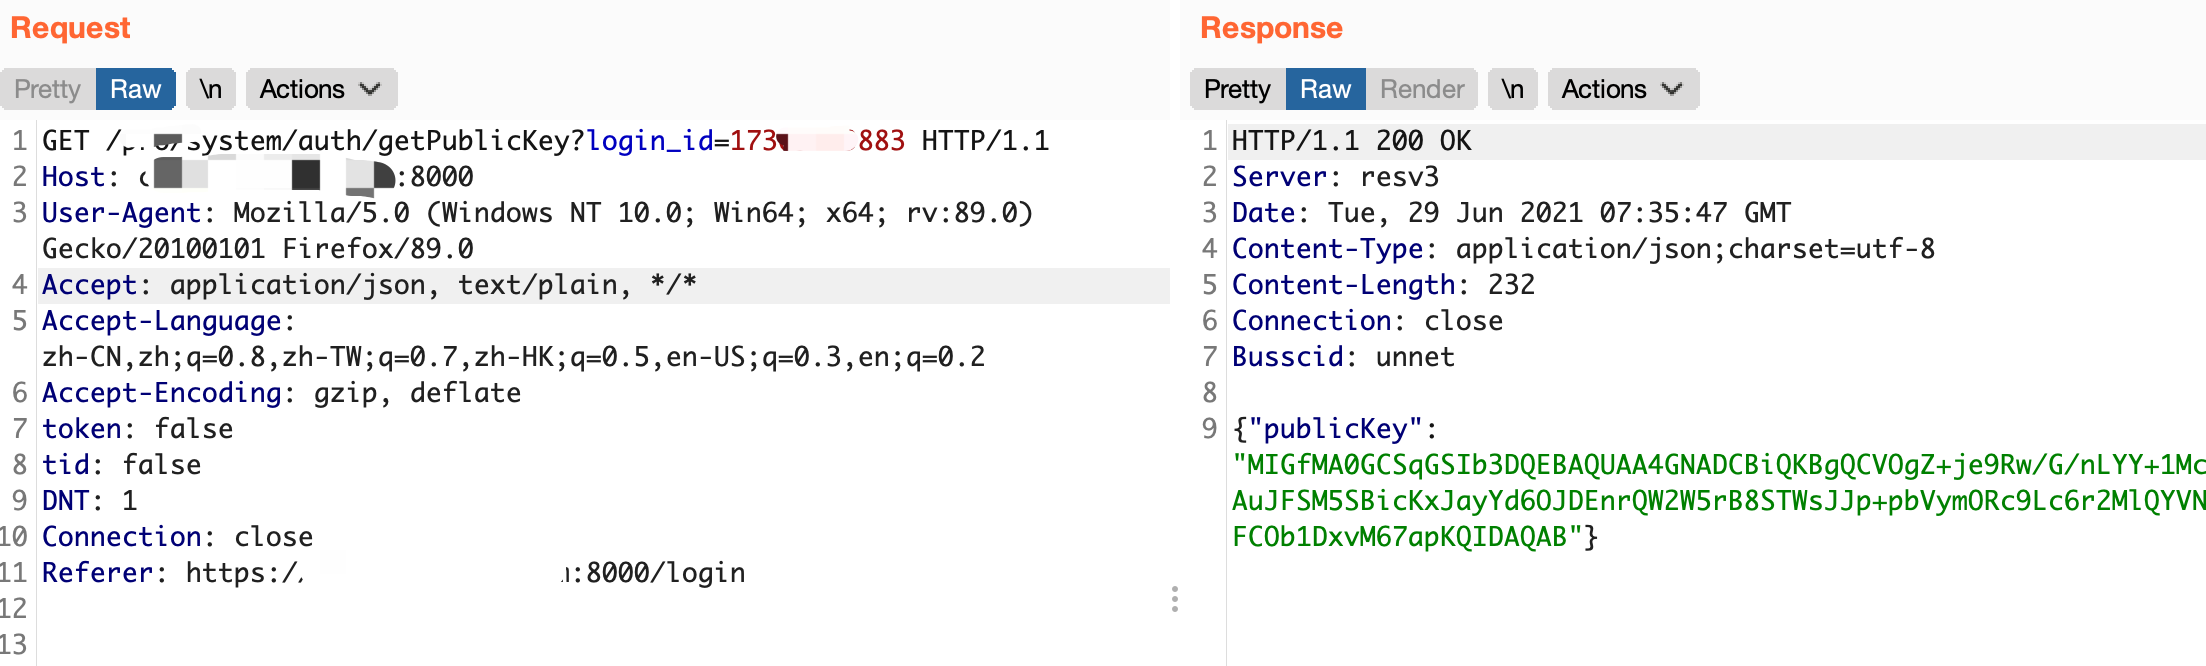 Request
Pretty Raw \n Actions
1 GET /system/auth/getPublicKey?login_id=173 883 HTTP/1.1
2 Host: :8000
3 User-Agent: Mozilla/5.0 (Windows NT 10.0; Win64; x64; rv:89.0)
Gecko/20100101 Firefox/89.0
4 Accept: application/json, text/plain, */*
5 Accept-Language:
zh-CN,zh;q=0.8,zh-TW;q=0.7,zh-HK;q=0.5,en-US;q=0.3,en;q=0.2
6 Accept-Encoding: gzip, deflate
7 token: false
8 tid: false
9 DNT: 1
10 Connection: close
11 Referer: https:/ :8000/login
12
13
Response
Pretty Raw Render \n Actions
1 HTTP/1.1 200 OK
2 Server: resv3
3 Date: Tue, 29 Jun 2021 07:35:47 GMT
4 Content-Type: application/json;charset=utf-8
5 Content-Length: 232
6 Connection: close
7 Busscid: unnet
8
9 {"publicKey":
"MIGfMA0GCSqGSIb3DQEBAQUAA4GNADCBiQKBgQCVOgZ+je9Rw/G/nLYY+1Mc
AuJFSM5SBicKxJayYd6OJDEnrQW2W5rB8STWsJJp+pbVymORc9Lc6r2MlQYVN
FCOb1DxvM67apKQIDAQAB"}